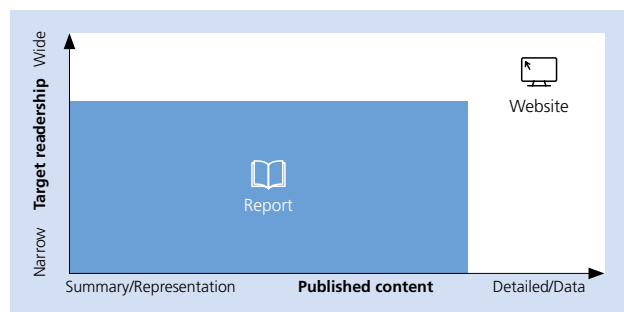 Wide
Target readership
Narrow
Website
Report
Summary/Representation
Published content
Detailed/Data